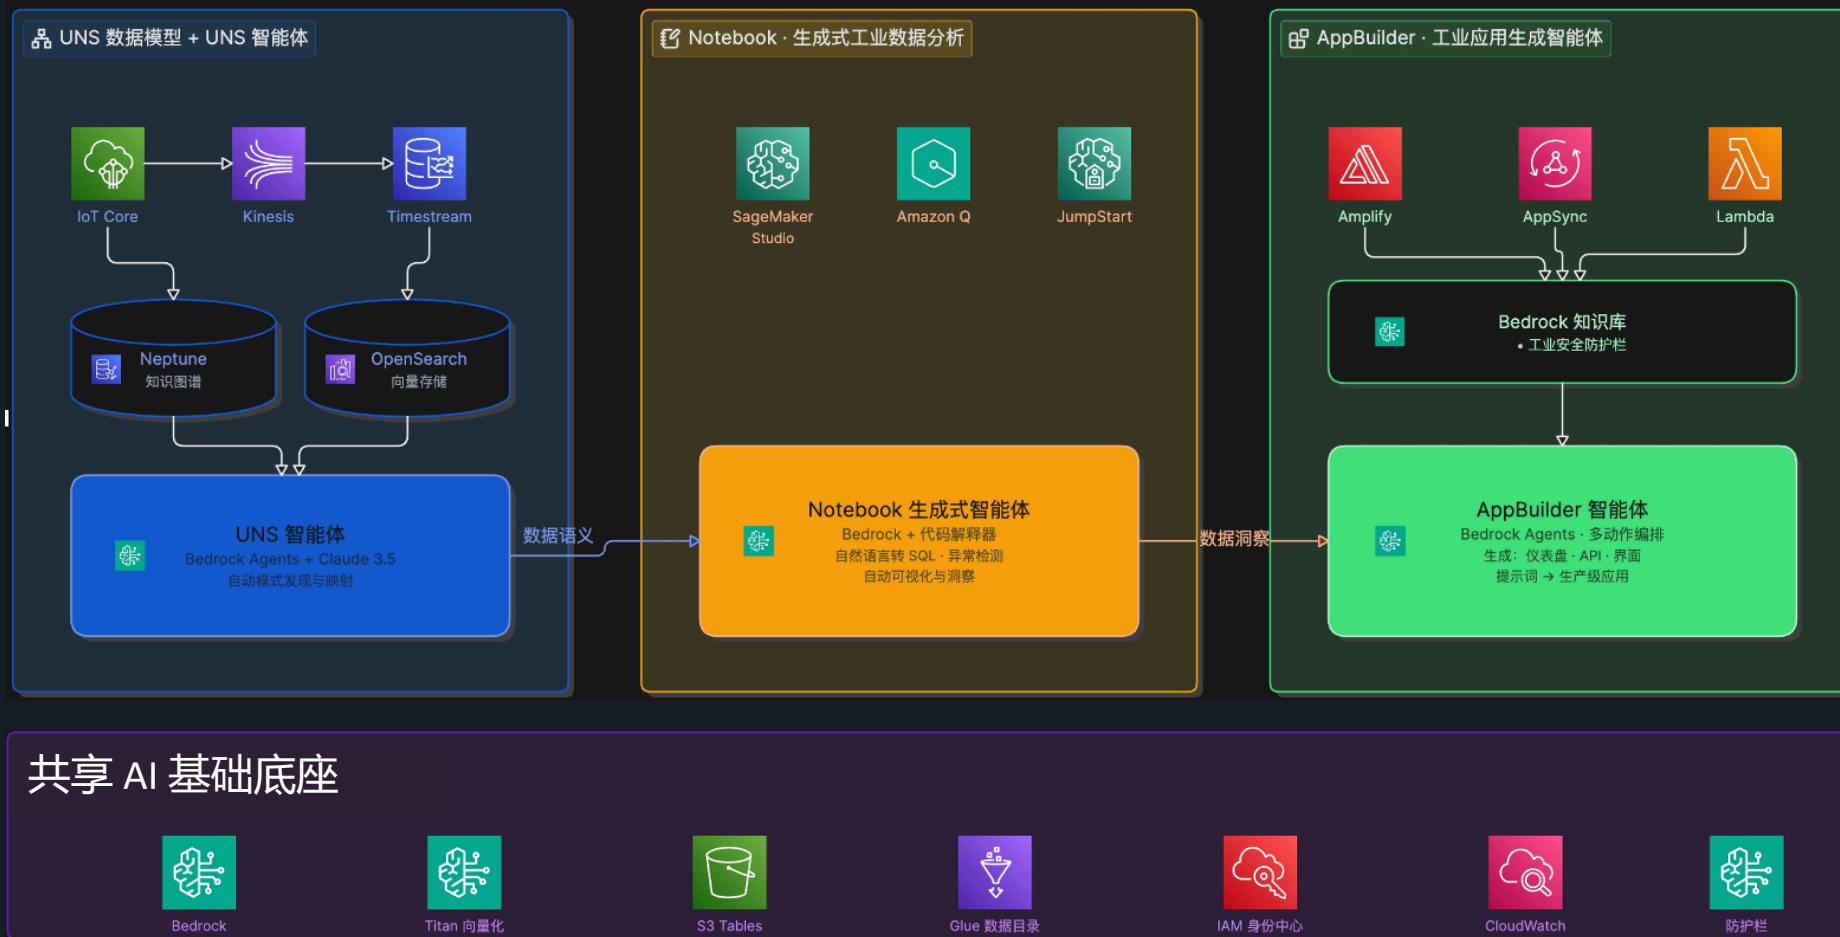 UNS 数据模型 + UNS 智能体
IoT Core
Kinesis
Timestream
Neptune
知识图谱
OpenSearch
向量存储
UNS 智能体
Bedrock Agents + Claude 3.5
自动模式发现与映射
数据语义
Notebook · 生成式工业数据分析
SageMaker
Studio
Amazon Q
JumpStart
Notebook 生成式智能体
Bedrock + 代码解释器
自然语言转 SQL · 异常检测
自动可视化与洞察
数据洞察
AppBuilder · 工业应用生成智能体
Amplify
AppSync
Lambda
Bedrock 知识库
• 工业安全防护栏
AppBuilder 智能体
Bedrock Agents · 多动作编排
生成：仪表盘 · API · 界面
提示词 → 生产级应用
共享 AI 基础底座
Bedrock
Titan 向量化
S3 Tables
Glue 数据目录
IAM 身份中心
CloudWatch
防护栏